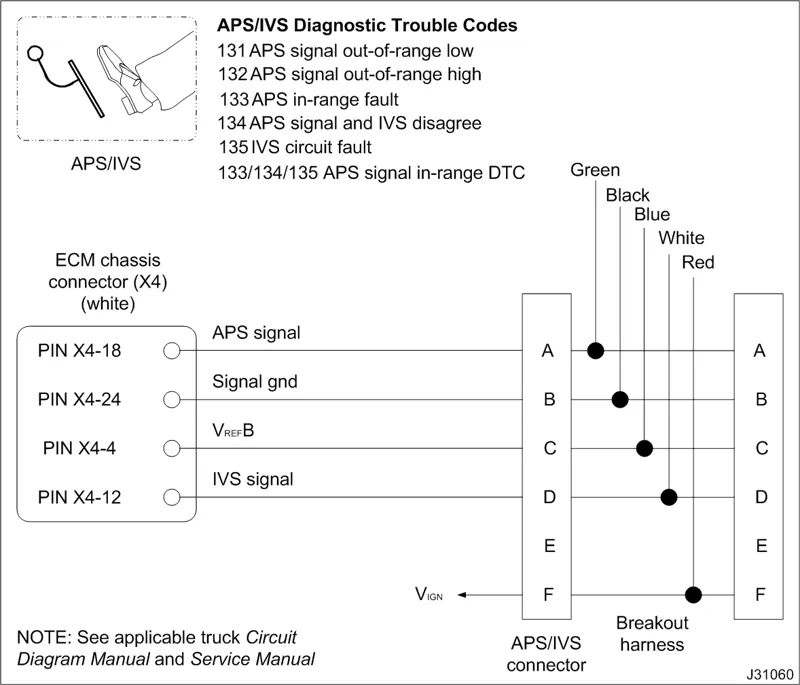 APS/IVS Diagnostic Trouble Codes
131 APS signal out-of-range low
132 APS signal out-of-range high
133 APS in-range fault
134 APS signal and IVS disagree
135 IVS circuit fault
133/134/135 APS signal in-range DTC
APS/IVS
Green
Black
Blue
White
Red
ECM chassis
connector (X4)
(white)
PIN X4-18
APS signal
A
A
PIN X4-24
Signal gnd
B
B
PIN X4-4
VREFB
C
C
PIN X4-12
IVS signal
D
D
E
E
VIGN
F
F
APS/IVS
connector
Breakout
harness
NOTE: See applicable truck Circuit
Diagram Manual and Service Manual
J31060